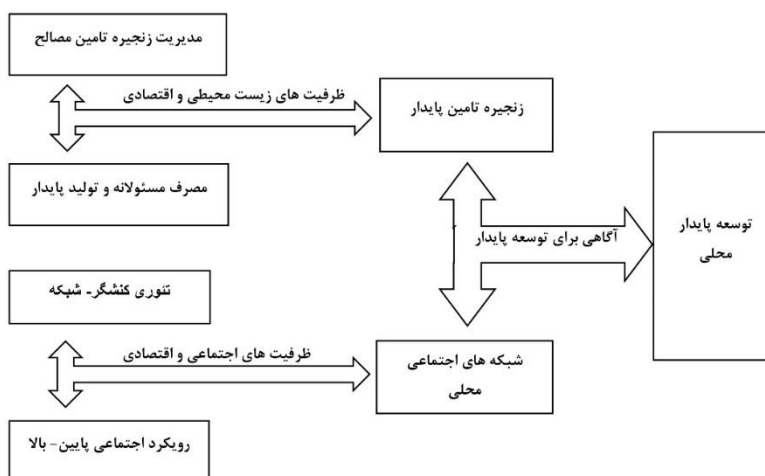 مدیریت زنجیره تامین مصالح
ظرفیت های زیست محیطی و اقتصادی
زنجیره تامین پایدار
مصرف مسئولانه و تولید پایدار
آگاهی برای توسعه پایدار
توسعه پایدار
محلی
تئوری کنشگر- شبکه
ظرفیت های اجتماعی و اقتصادی
شبکه های اجتماعی
محلی
رویکرد اجتماعی پایین- بالا